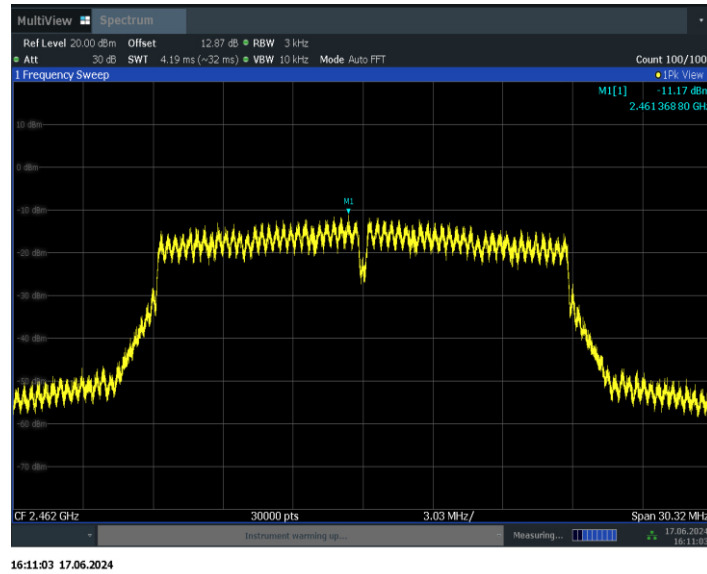 MultiView Spectrum
Ref Level 20.00 dBm Offset 12.87 dB RBW 3 kHz
Att 30 dB SWT 4.19 ms (~32 ms) VBW 10 kHz Mode Auto FFT Count 100/100
1 Frequency Sweep 1Pk View
M1[1] -11.17 dBm
2.461 368 80 GHz
10 dBm
0 dBm
M1
-10 dBm
-20 dBm
-30 dBm
-40 dBm
-60 dBm
-70 dBm
CF 2.462 GHz 30000 pts 3.03 MHz/ Span 30.32 MHz
Instrument warming up... Measuring... 17.06.2024
16:11:03
16:11:03 17.06.2024